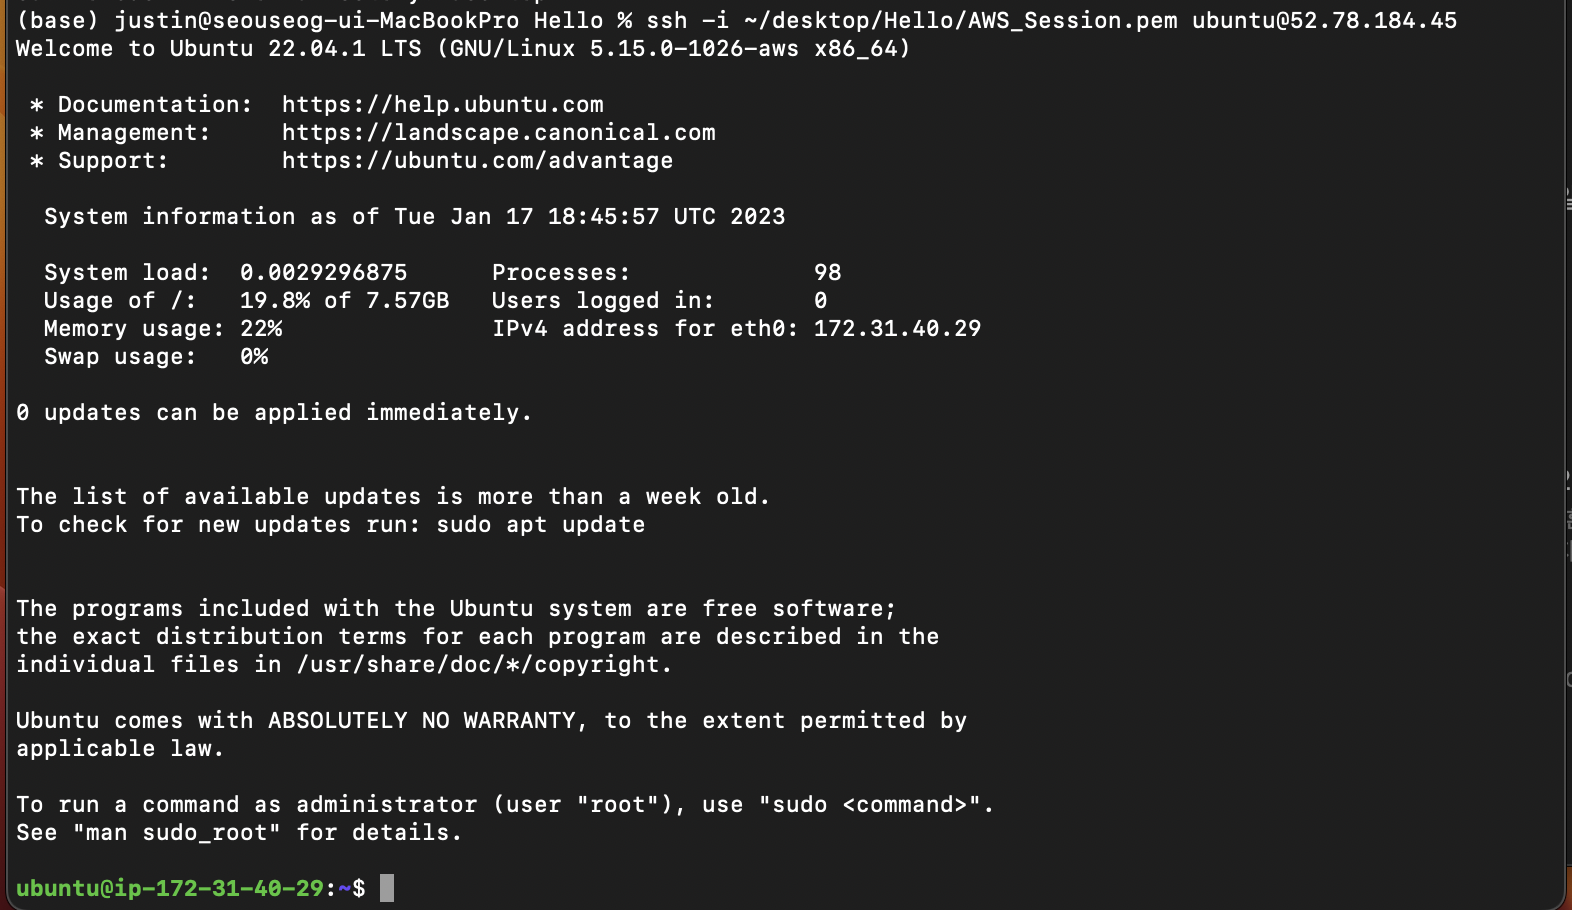 (base) justin@seouseog-ui-MacBookPro Hello % ssh -i ~/desktop/Hello/AWS_Session.pem ubuntu@52.78.184.45
Welcome to Ubuntu 22.04.1 LTS (GNU/Linux 5.15.0-1026-aws x86_64)
* Documentation:  https://help.ubuntu.com
* Management:     https://landscape.canonical.com
* Support:        https://ubuntu.com/advantage
System information as of Tue Jan 17 18:45:57 UTC 2023
System load:  0.0029296875      Processes:             98
Usage of /:   19.8% of 7.57GB   Users logged in:       0
Memory usage: 22%               IPv4 address for eth0: 172.31.40.29
Swap usage:   0%
0 updates can be applied immediately.
The list of available updates is more than a week old.
To check for new updates run: sudo apt update
The programs included with the Ubuntu system are free software;
the exact distribution terms for each program are described in the
individual files in /usr/share/doc/*/copyright.
Ubuntu comes with ABSOLUTELY NO WARRANTY, to the extent permitted by
applicable law.
To run a command as administrator (user "root"), use "sudo <command>".
See "man sudo_root" for details.
ubuntu@ip-172-31-40-29:~$